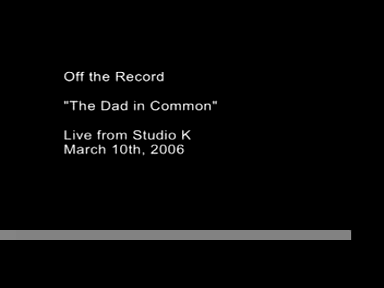 Off the Record
"The Dad in Common"
Live from Studio K
March 10th, 2006